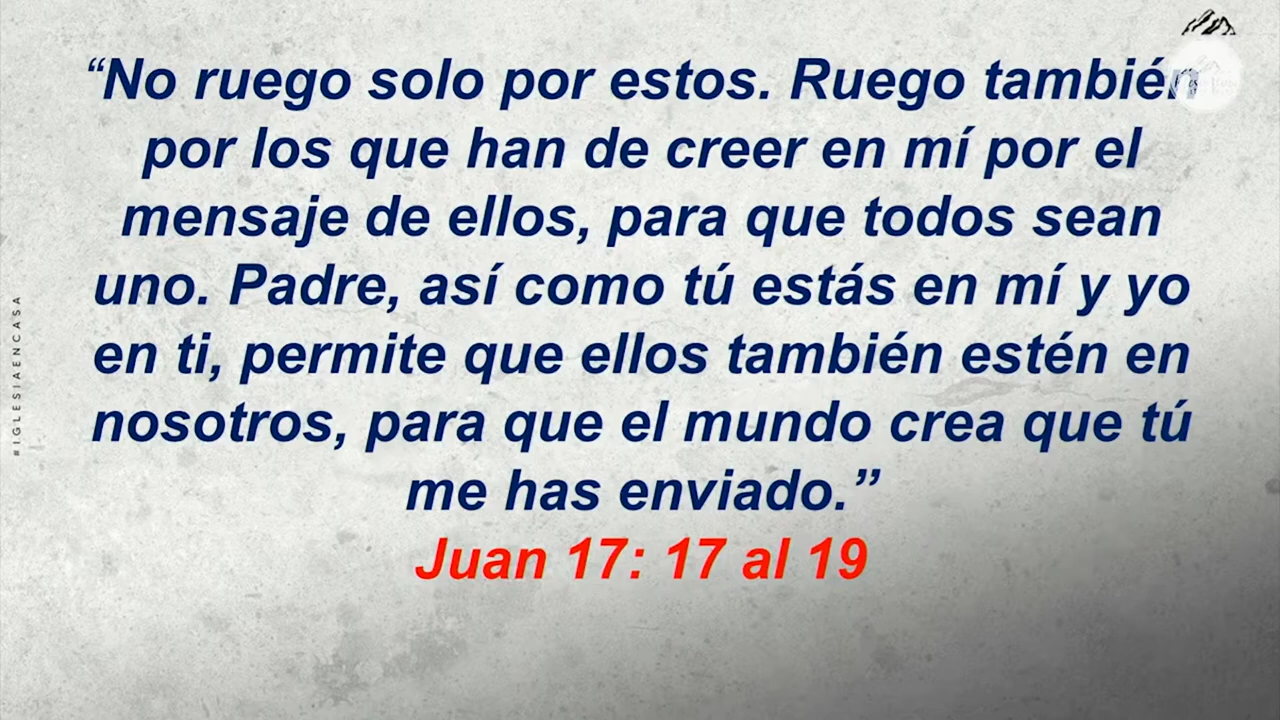 “No ruego solo por estos. Ruego también
por los que han de creer en mí por el
mensaje de ellos, para que todos sean
uno. Padre, así como tú estás en mí y yo
en ti, permite que ellos también estén en
nosotros, para que el mundo crea que tú
me has enviado.”
Juan 17: 17 al 19
#IGLESIAENCASA